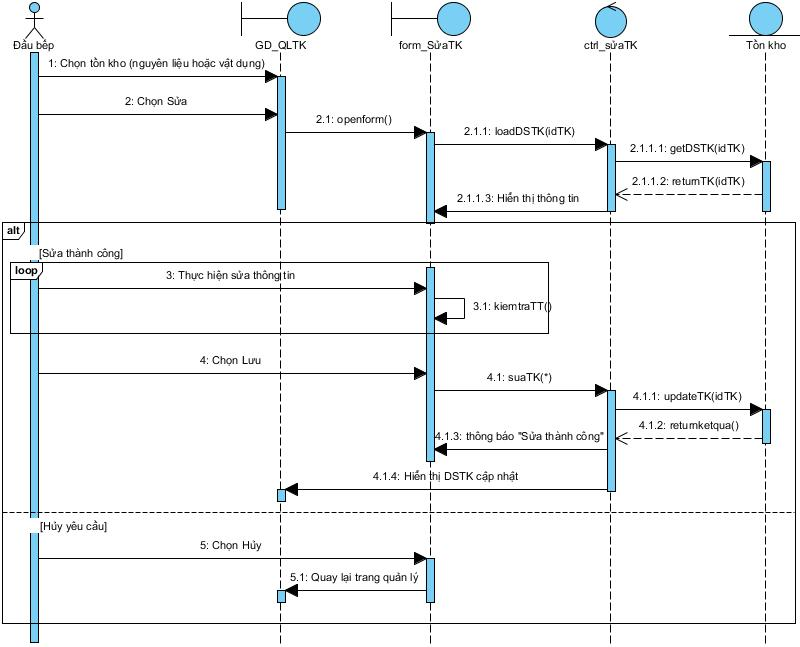 Đầu bếp
GD_QLTK
form_SửaTK
ctrl_sửaTK
Tồn kho
1: Chọn tồn kho (nguyên liệu hoặc vật dụng)
2: Chọn Sửa
2.1: openform()
2.1.1: loadDSTK(idTK)
2.1.1.1: getDSTK(idTK)
2.1.1.2: returnTK(idTK)
2.1.1.3: Hiển thị thông tin
alt
[Sửa thành công]
loop
3: Thực hiện sửa thông tin
3.1: kiemtraTT()
4: Chọn Lưu
4.1: suaTK(*)
4.1.1: updateTK(idTK)
4.1.2: returnketqua()
4.1.3: thông báo "Sửa thành công"
4.1.4: Hiển thị DSTK cập nhật
[Hủy yêu cầu]
5: Chọn Hủy
5.1: Quay lại trang quản lý